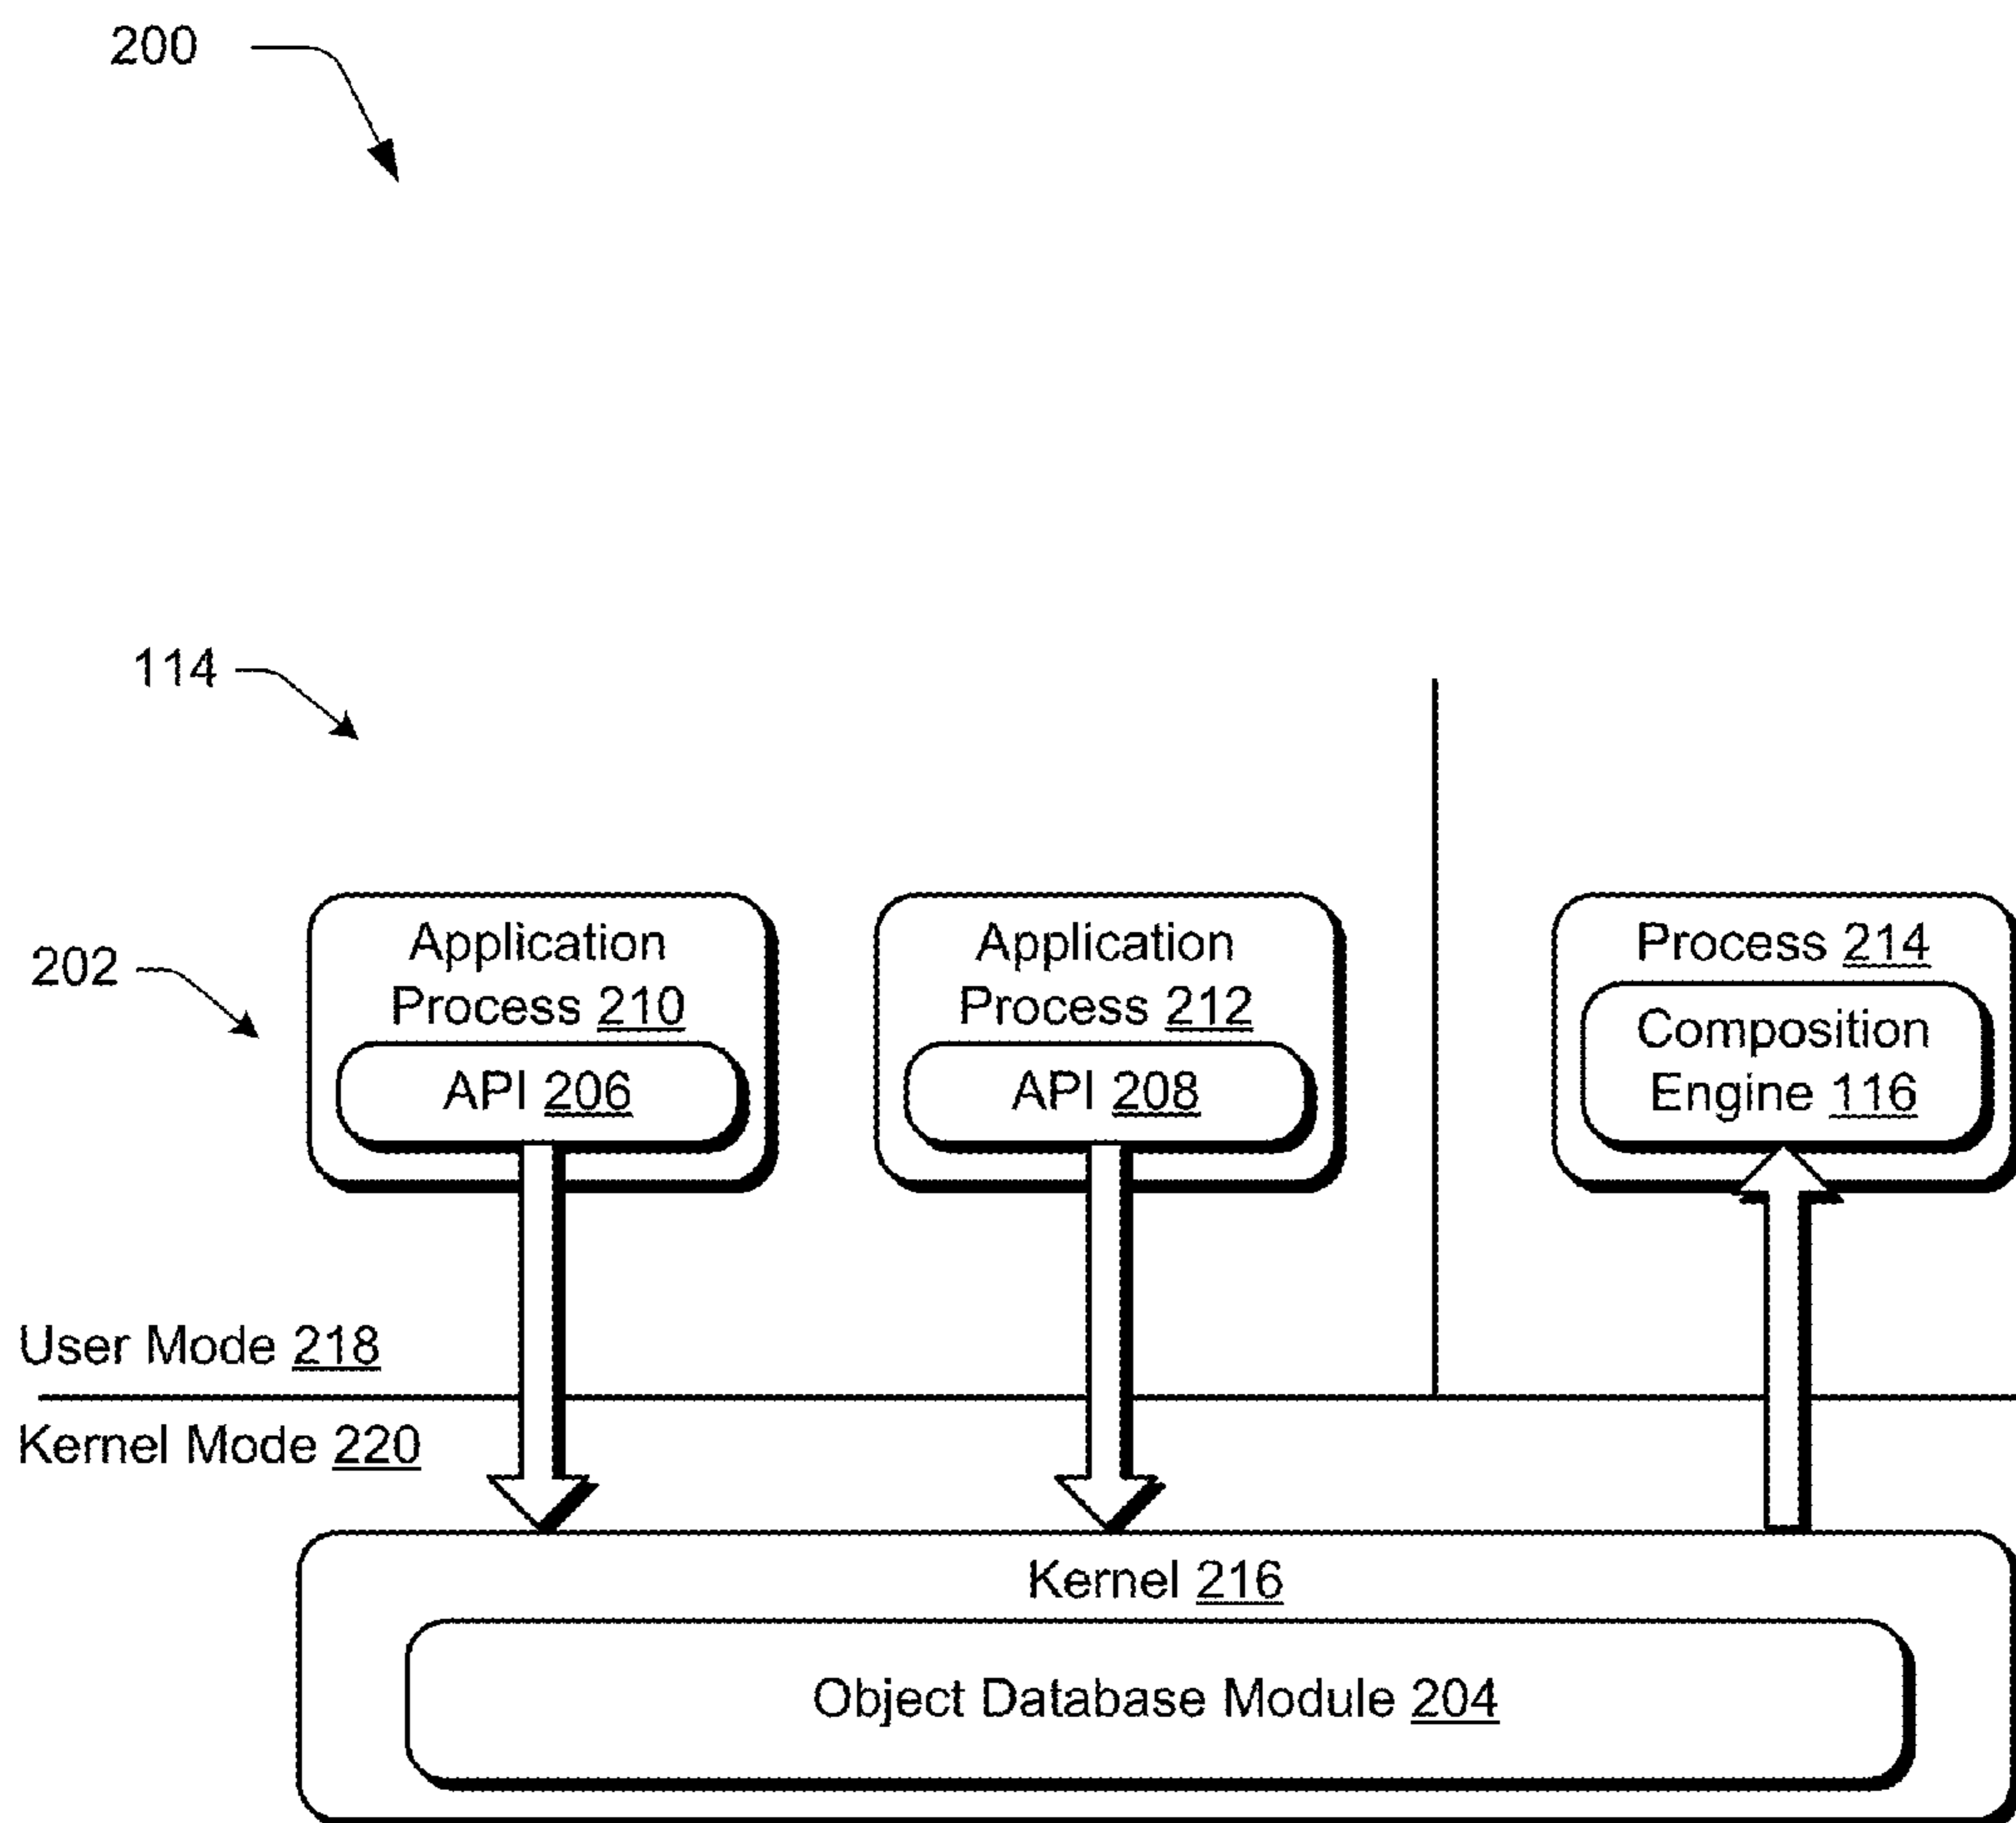 200
114
202
Application
Process 210
API 206
Application
Process 212
API 208
Process 214
Composition
Engine 116
User Mode 218
Kernel Mode 220
Kernel 216
Object Database Module 204